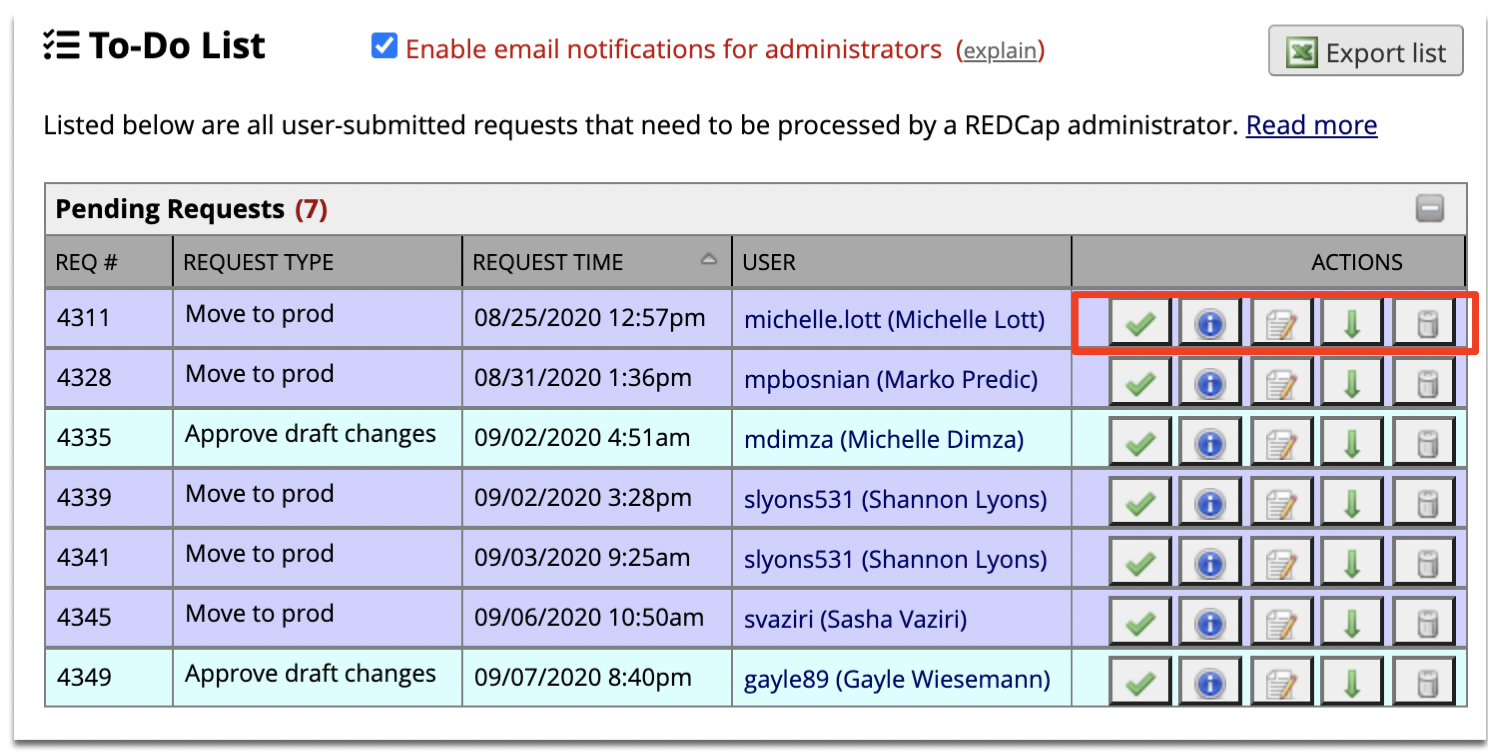 To-Do List Enable email notifications for administrators (explain) Export list
Listed below are all user-submitted requests that need to be processed by a REDCap administrator. Read more
Pending Requests (7)
REQ # REQUEST TYPE REQUEST TIME USER ACTIONS
4311 Move to prod 08/25/2020 12:57pm michelle.lott (Michelle Lott)
4328 Move to prod 08/31/2020 1:36pm mpbosnian (Marko Predic)
4335 Approve draft changes 09/02/2020 4:51am mdimza (Michelle Dimza)
4339 Move to prod 09/02/2020 3:28pm slyons531 (Shannon Lyons)
4341 Move to prod 09/03/2020 9:25am slyons531 (Shannon Lyons)
4345 Move to prod 09/06/2020 10:50am svaziri (Sasha Vaziri)
4349 Approve draft changes 09/07/2020 8:40pm gayle89 (Gayle Wiesemann)